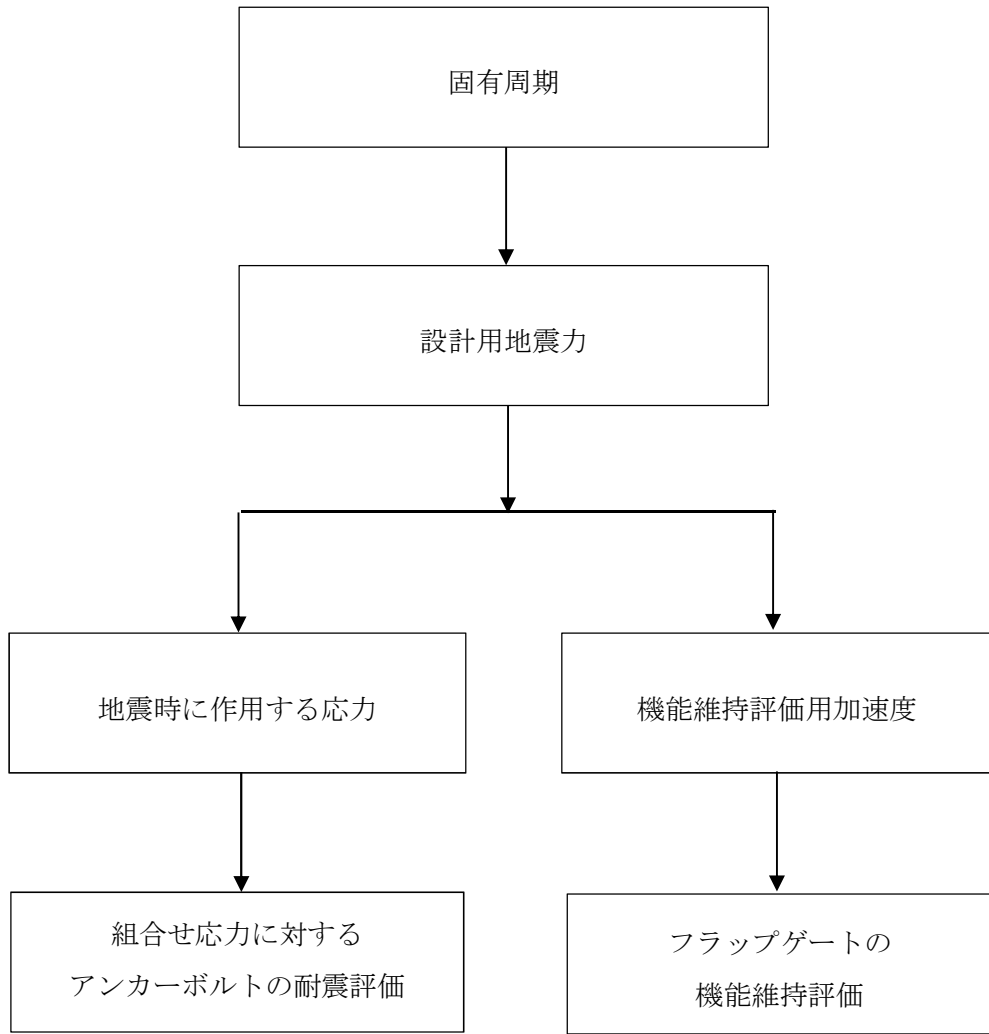 固有周期
設計用地震力
地震時に作用する応力
機能維持評価用加速度
組合せ応力に対する
アンカーボルトの耐震評価
フラップゲートの
機能維持評価